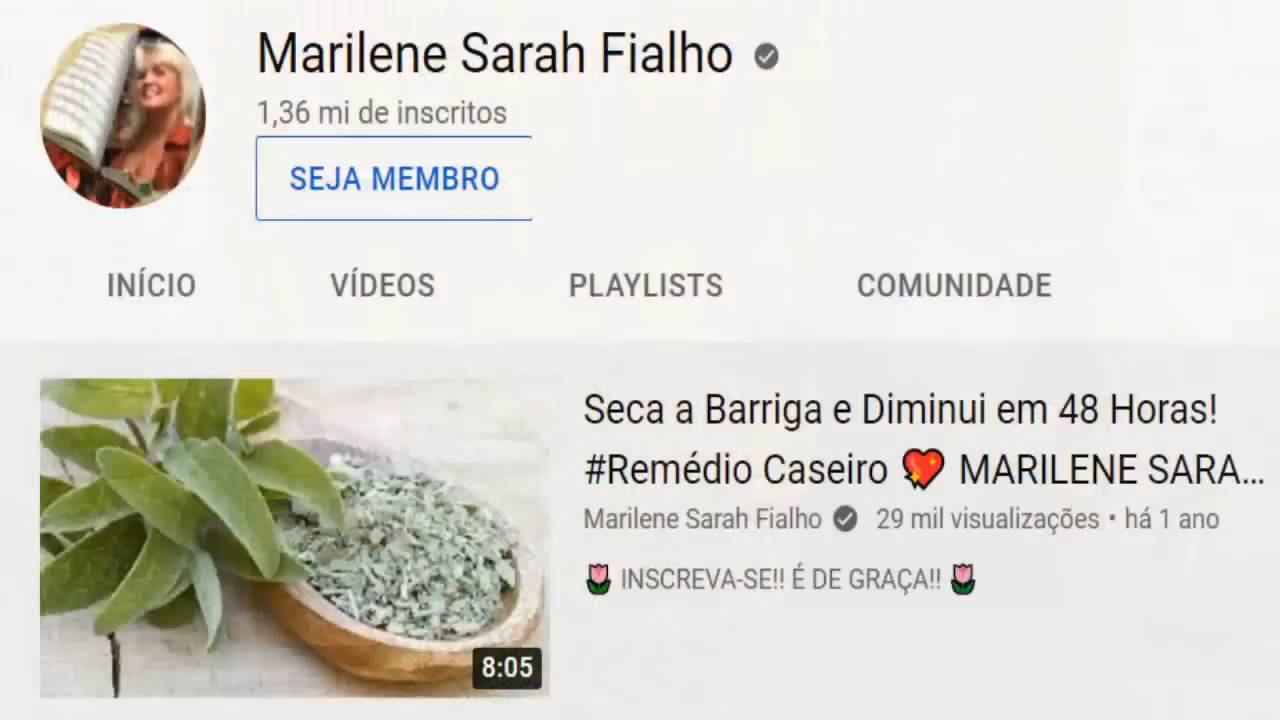 Marilene Sarah Fialho
1,36 mi de inscritos
SEJA MEMBRO
INÍCIO VÍDEOS PLAYLISTS COMUNIDADE
Seca a Barriga e Diminui em 48 Horas!
#Remédio Caseiro 💖 MARILENE SARA...
Marilene Sarah Fialho 29 mil visualizações • há 1 ano
🌷 INSCREVA-SE!! É DE GRAÇA!! 🌷
8:05